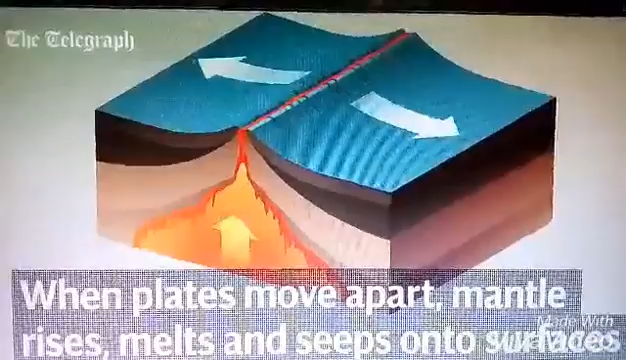 The Telegraph
When plates move apart, mantle
Made With
rises, melts and seeps onto surfaces